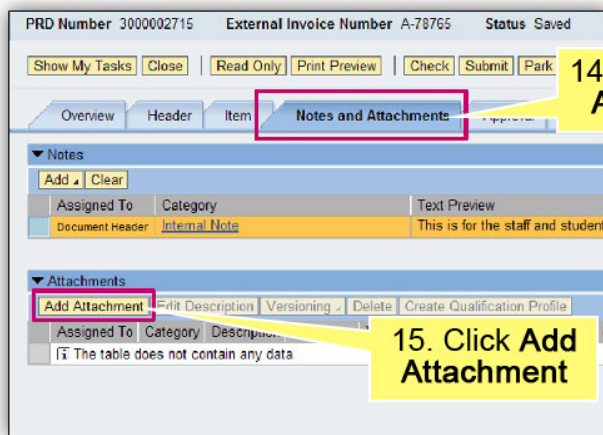 PRD Number 3000002715 External Invoice Number A-78765 Status Saved
Show My Tasks Close Read Only Print Preview Check Submit Park
14
A
Overview Header Item Notes and Attachments Approval
Notes
Add Clear
Assigned To Category Text Preview
Document Header Internal Note This is for the staff and student
Attachments
Add Attachment Edit Description Versioning Delete Create Qualification Profile
Assigned To Category Description
The table does not contain any data
15. Click Add
Attachment